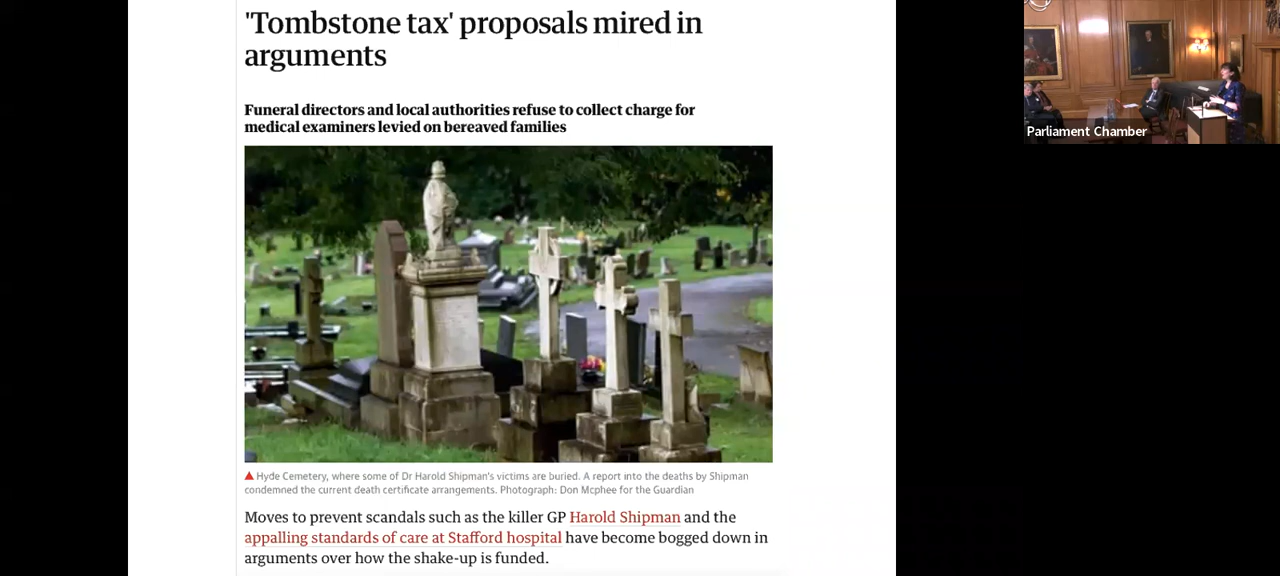 'Tombstone tax' proposals mired in
arguments
Funeral directors and local authorities refuse to collect charge for
medical examiners levied on bereaved families
Hyde Cemetery, where some of Dr Harold Shipman's victims are buried. A report into the deaths by Shipman
condemned the current death certificate arrangements. Photograph: Don Mcphee for the Guardian
Moves to prevent scandals such as the killer GP Harold Shipman and the
appalling standards of care at Stafford hospital have become bogged down in
arguments over how the shake-up is funded.
Parliament Chamber